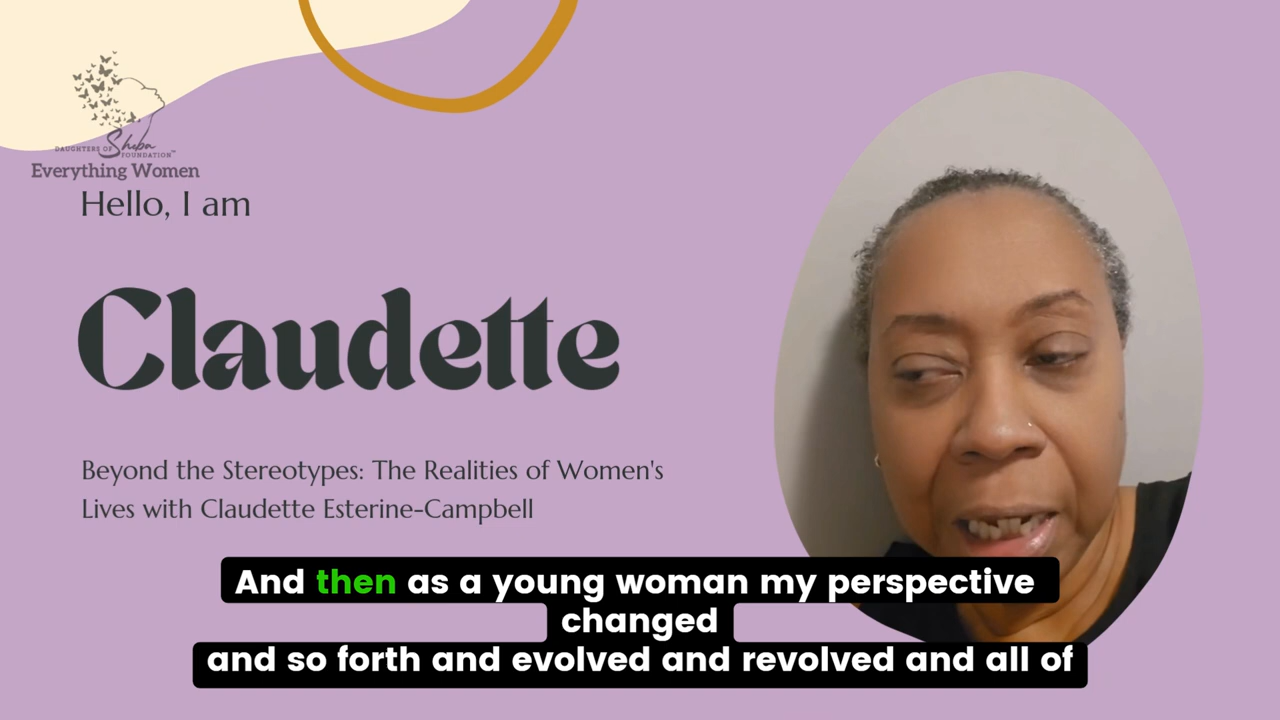 DAUGHTERS OF Sheba
FOUNDATION™
Everything Women
Hello, I am
Claudette
Beyond the Stereotypes: The Realities of Women's
Lives with Claudette Esterine-Campbell
And then as a young woman my perspective
changed
and so forth and evolved and revolved and all of